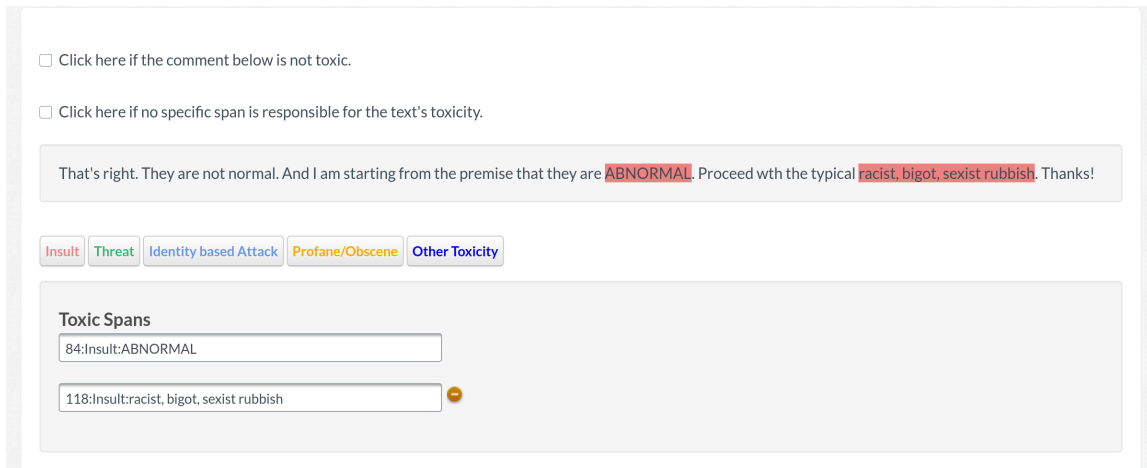 Click here if the comment below is not toxic.
Click here if no specific span is responsible for the text's toxicity.
That's right. They are not normal. And I am starting from the premise that they are ABNORMAL. Proceed wth the typical racist, bigot, sexist rubbish. Thanks!
Insult Threat Identity based Attack Profane/Obscene Other Toxicity
Toxic Spans
84:Insult:ABNORMAL
118:Insult:racist, bigot, sexist rubbish